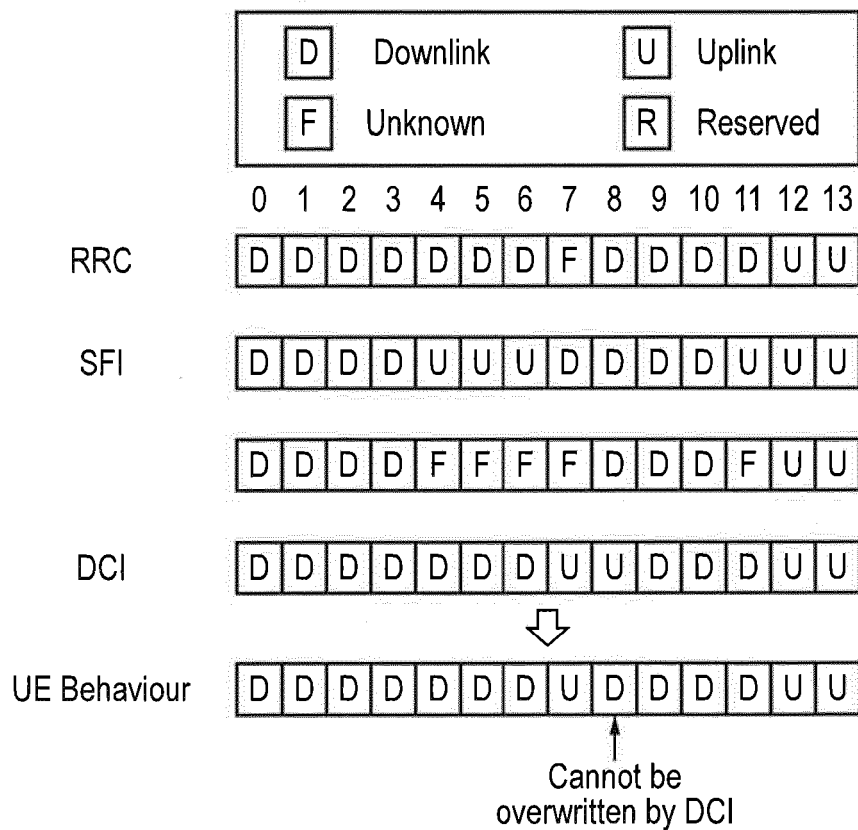 D Downlink U Uplink
F Unknown R Reserved
0 1 2 3 4 5 6 7 8 9 10 11 12 13
RRC D D D D D D D F D D D D U U
SFI D D D D U U U D D D D U U U
D D D D F F F F D D D F U U
DCI D D D D D D D U U D D D U U
UE Behaviour D D D D D D D U D D D D U U
Cannot be
overwritten by DCI